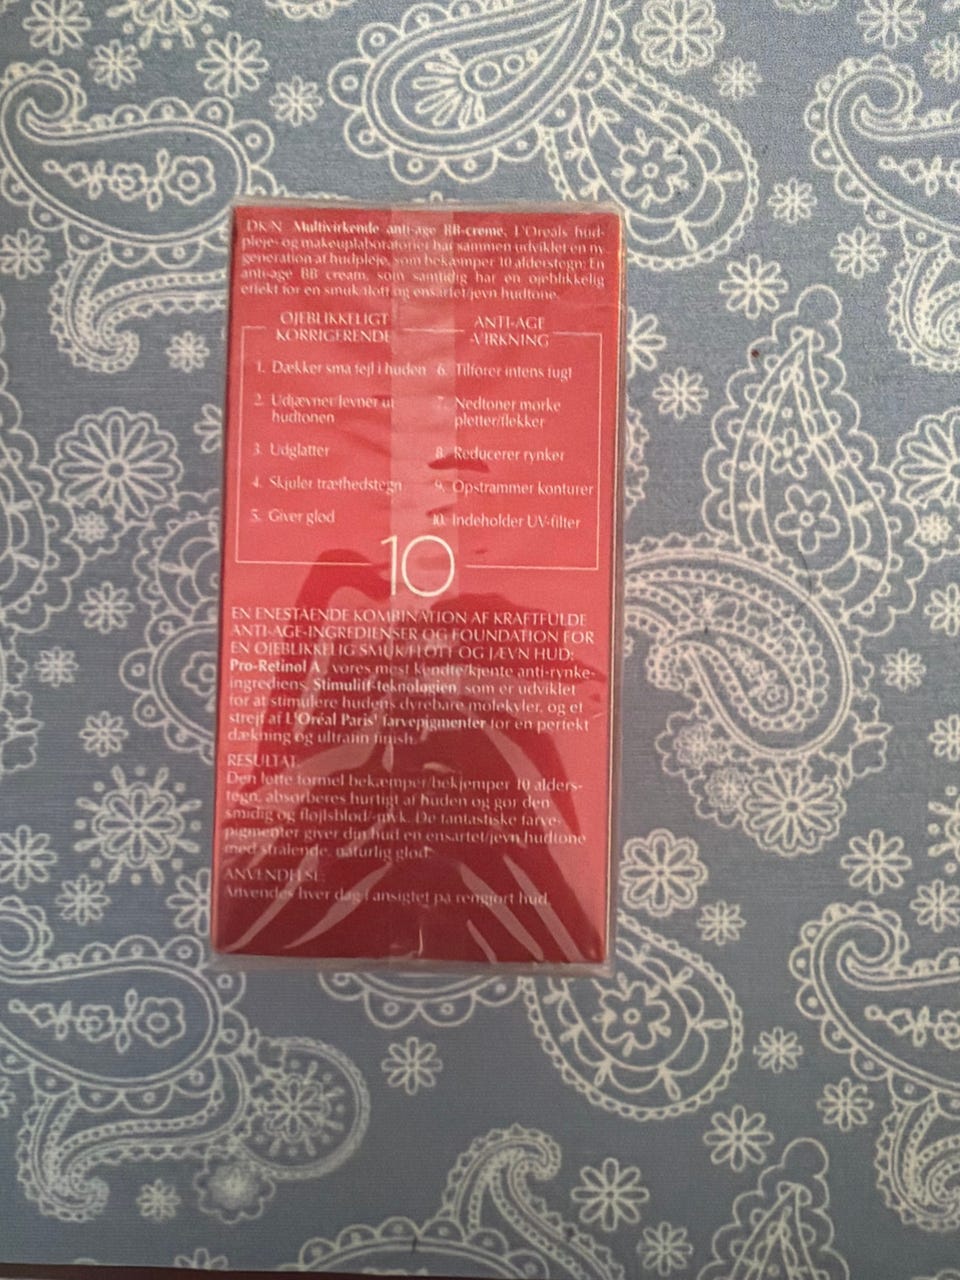 DK/N Multivirkende anti-age BB-creme, L'Oréals hud-
pleje- og makeuplaboratorier har sammen udviklet en ny
generation af hudpleje, som bekæmper 10 alderstegn: En
anti-age BB cream, som samtidig har en øjeblikkelig
effekt for en smuk/flott og ensartet/jevn hudtone.
ØJEBLIKKELIGT
KORRIGERENDE
1. Dækker små fejl i huden
2. Udjævner/jevner ut
hudtonen
3. Udglatter
4. Skjuler træthedstegn
5. Giver glød
ANTI-AGE
-VIRKNING
6. Tilfører intens fugt
7. Nedtoner mørke
pletter/flekker
8. Reducerer rynker
9. Opstrammer konturer
10. Indeholder UV-filter
10
EN ENESTÅENDE KOMBINATION AF KRAFTFULDE
ANTI-AGE-INGREDIENSER OG FOUNDATION FOR
EN ØJEBLIKKELIG SMUK/FLOTT OG JÆVN HUD:
Pro-Retinol A, vores mest kendte/kjente anti-rynke-
ingrediens, Stimuliff-teknologien, som er udviklet
for at stimulere hudens dyrebare molekyler, og et
strejf af L'Oréal Paris' farvepigmenter for en perfekt
dækning og ultrafin finish.
RESULTAT:
Den lette formel bekæmper/bekjemper 10 alders-
tegn, absorberes hurtigt af huden og gør den
smidig og fløjlsblød/-myk. De fantastiske farve-
pigmenter giver din hud en ensartet/jevn hudtone
med strålende, naturlig glød.
ANVENDELSE:
Anvendes hver dag i ansigtet på rengjort hud.